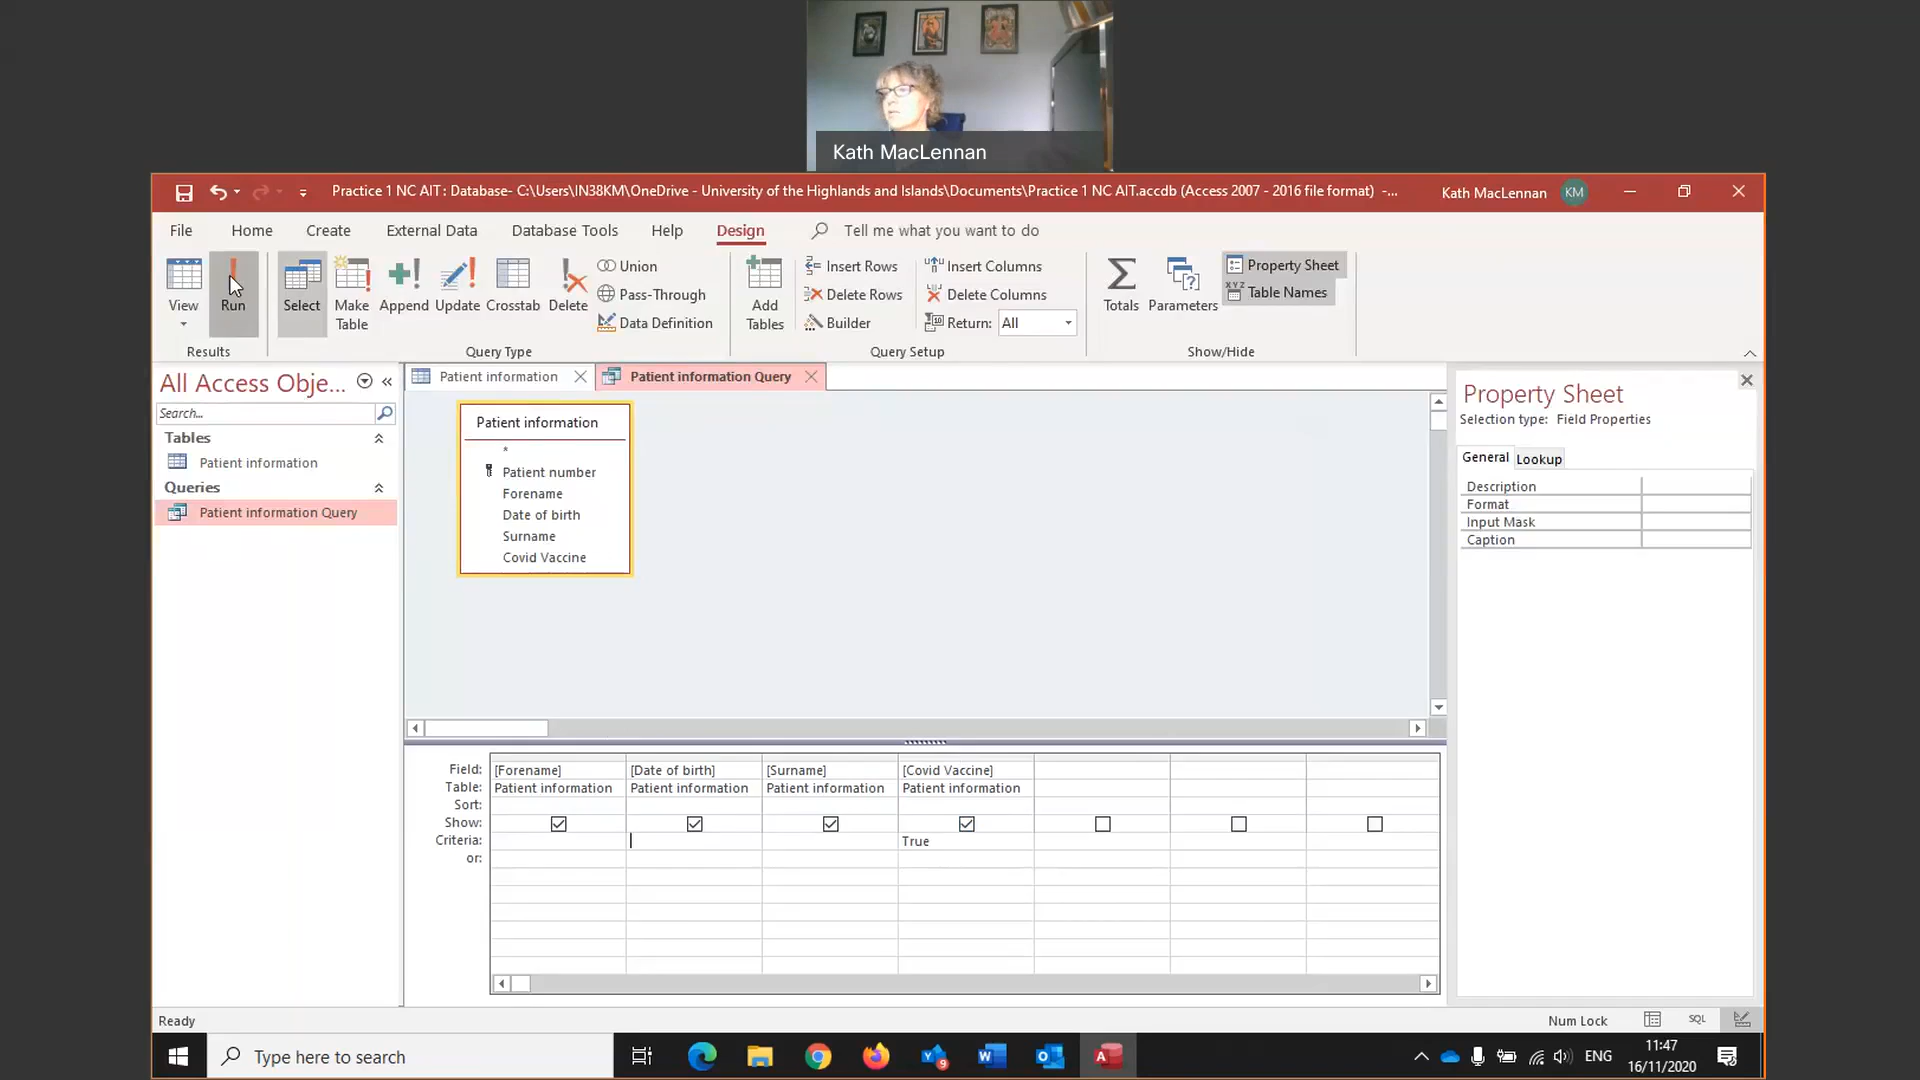 Kath MacLennan
Practice 1 NC AIT : Database- C:\Users\IN38KM\OneDrive - University of the Highlands and Islands\Documents\Practice 1 NC AIT.accdb (Access 2007 - 2016 file format) -...
Kath MacLennan
KM
File Home Create External Data Database Tools Help Design Tell me what you want to do
View
Run
Select
Make
Table
Append
Update
Crosstab
Delete
Union
Pass-Through
Data Definition
Add
Tables
Insert Rows
Delete Rows
Builder
Insert Columns
Delete Columns
Return: All
Totals
Parameters
Property Sheet
XYZ Table Names
Results
Query Type
Query Setup
Show/Hide
All Access Obje...
Search...
Tables
Patient information
Queries
Patient information Query
Patient information
Patient information Query
Patient information
*
Patient number
Forename
Date of birth
Surname
Covid Vaccine
Field: [Forename] [Date of birth] [Surname] [Covid Vaccine]
Table: Patient information Patient information Patient information Patient information
Sort:
Show:
Criteria: True
or:
Property Sheet
Selection type: Field Properties
General Lookup
Description
Format
Input Mask
Caption
Ready
Num Lock
SQL
Type here to search
9
ENG
11:47
16/11/2020